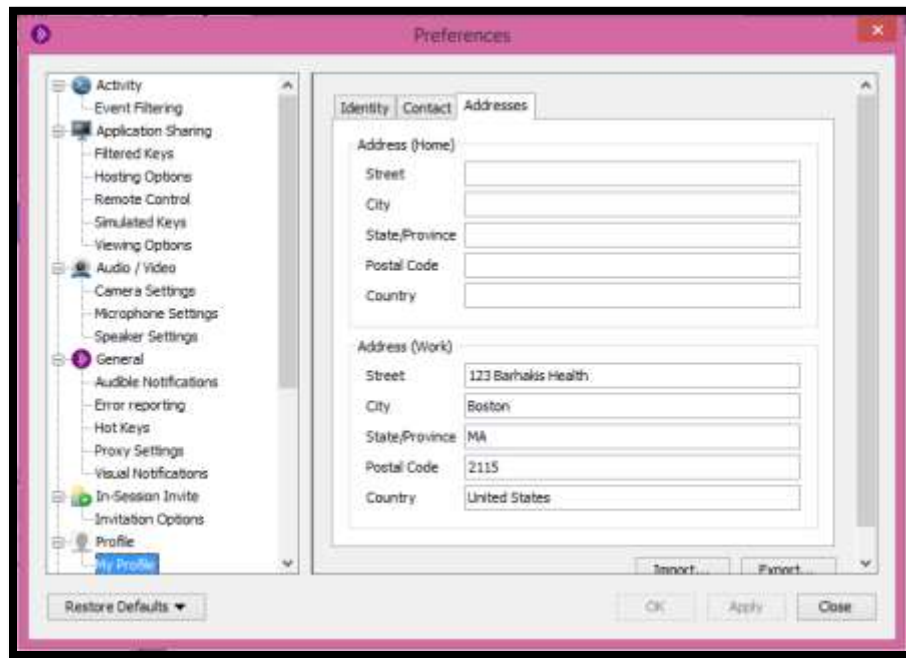 Preferences
Activity
Event Filtering
Application Sharing
Filtered Keys
Hosting Options
Remote Control
Simulated Keys
Viewing Options
Audio / Video
Camera Settings
Microphone Settings
Speaker Settings
General
Audible Notifications
Error reporting
Hot Keys
Proxy Settings
Visual Notifications
In-Session Invite
Invitation Options
Profile
My Profile
Identity Contact Addresses
Address (Home)
Street
City
State/Province
Postal Code
Country
Address (Work)
Street 123 Barhakis Health
City Boston
State/Province MA
Postal Code 2115
Country United States
Import... Export...
Restore Defaults
OK Apply Close